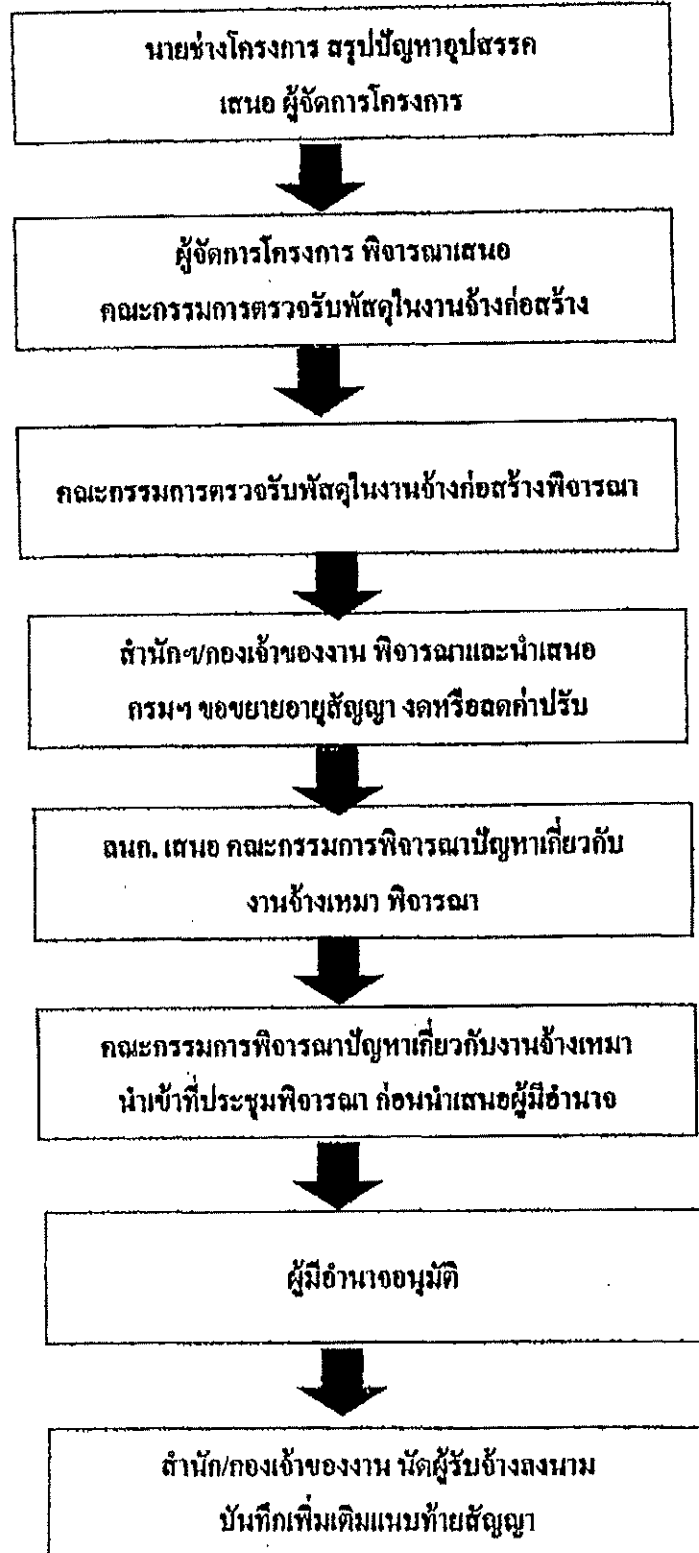 นายช่างโครงการ สรุปปัญหาอุปสรรค
เสนอ ผู้จัดการโครงการ
ผู้จัดการโครงการ พิจารณาเสนอ
คณะกรรมการตรวจรับพัสดุในงานจ้างก่อสร้าง
คณะกรรมการตรวจรับพัสดุในงานจ้างก่อสร้างพิจารณา
สำนักฯ/กองเจ้าของงาน พิจารณาและนำเสนอ
กรมฯ ขอขยายอายุสัญญา งดหรือลดค่าปรับ
ลนก. เสนอ คณะกรรมการพิจารณาปัญหาเกี่ยวกับ
งานจ้างเหมา พิจารณา
คณะกรรมการพิจารณาปัญหาเกี่ยวกับงานจ้างเหมา
นำเข้าที่ประชุมพิจารณา ก่อนนำเสนอผู้มีอำนาจ
ผู้มีอำนาจอนุมัติ
สำนัก/กองเจ้าของงาน นัดผู้รับจ้างลงนาม
บันทึกเพิ่มเติมแนบท้ายสัญญา